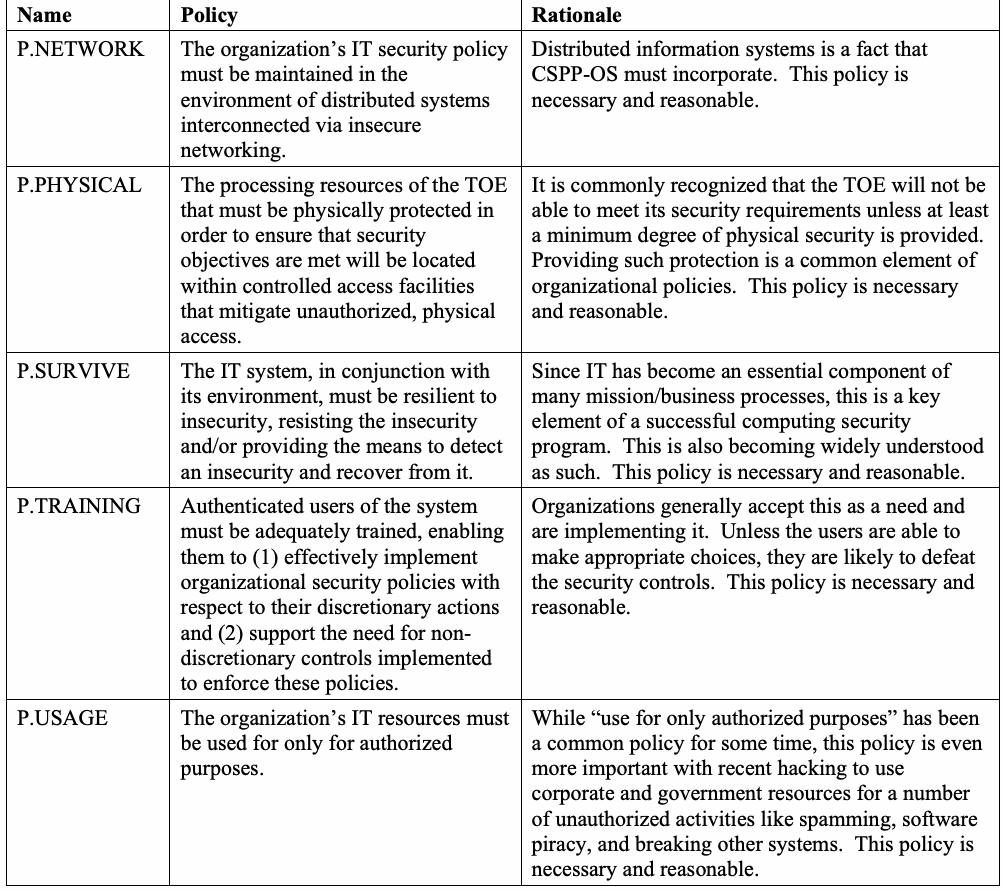 Name Policy Rationale
P.NETWORK
The organization’s IT security policy
must be maintained in the
environment of distributed systems
interconnected via insecure
networking.
Distributed information systems is a fact that
CSPP-OS must incorporate.  This policy is
necessary and reasonable.
P.PHYSICAL
The processing resources of the TOE
that must be physically protected in
order to ensure that security
objectives are met will be located
within controlled access facilities
that mitigate unauthorized, physical
access.
It is commonly recognized that the TOE will not be
able to meet its security requirements unless at least
a minimum degree of physical security is provided.
Providing such protection is a common element of
organizational policies.  This policy is necessary
and reasonable.
P.SURVIVE
The IT system, in conjunction with
its environment, must be resilient to
insecurity, resisting the insecurity
and/or providing the means to detect
an insecurity and recover from it.
Since IT has become an essential component of
many mission/business processes, this is a key
element of a successful computing security
program.  This is also becoming widely understood
as such.  This policy is necessary and reasonable.
P.TRAINING
Authenticated users of the system
must be adequately trained, enabling
them to (1) effectively implement
organizational security policies with
respect to their discretionary actions
and (2) support the need for non-
discretionary controls implemented
to enforce these policies.
Organizations generally accept this as a need and
are implementing it.  Unless the users are able to
make appropriate choices, they are likely to defeat
the security controls.  This policy is necessary and
reasonable.
P.USAGE
The organization’s IT resources must
be used for only for authorized
purposes.
While “use for only authorized purposes” has been
a common policy for some time, this policy is even
more important with recent hacking to use
corporate and government resources for a number
of unauthorized activities like spamming, software
piracy, and breaking other systems.  This policy is
necessary and reasonable.